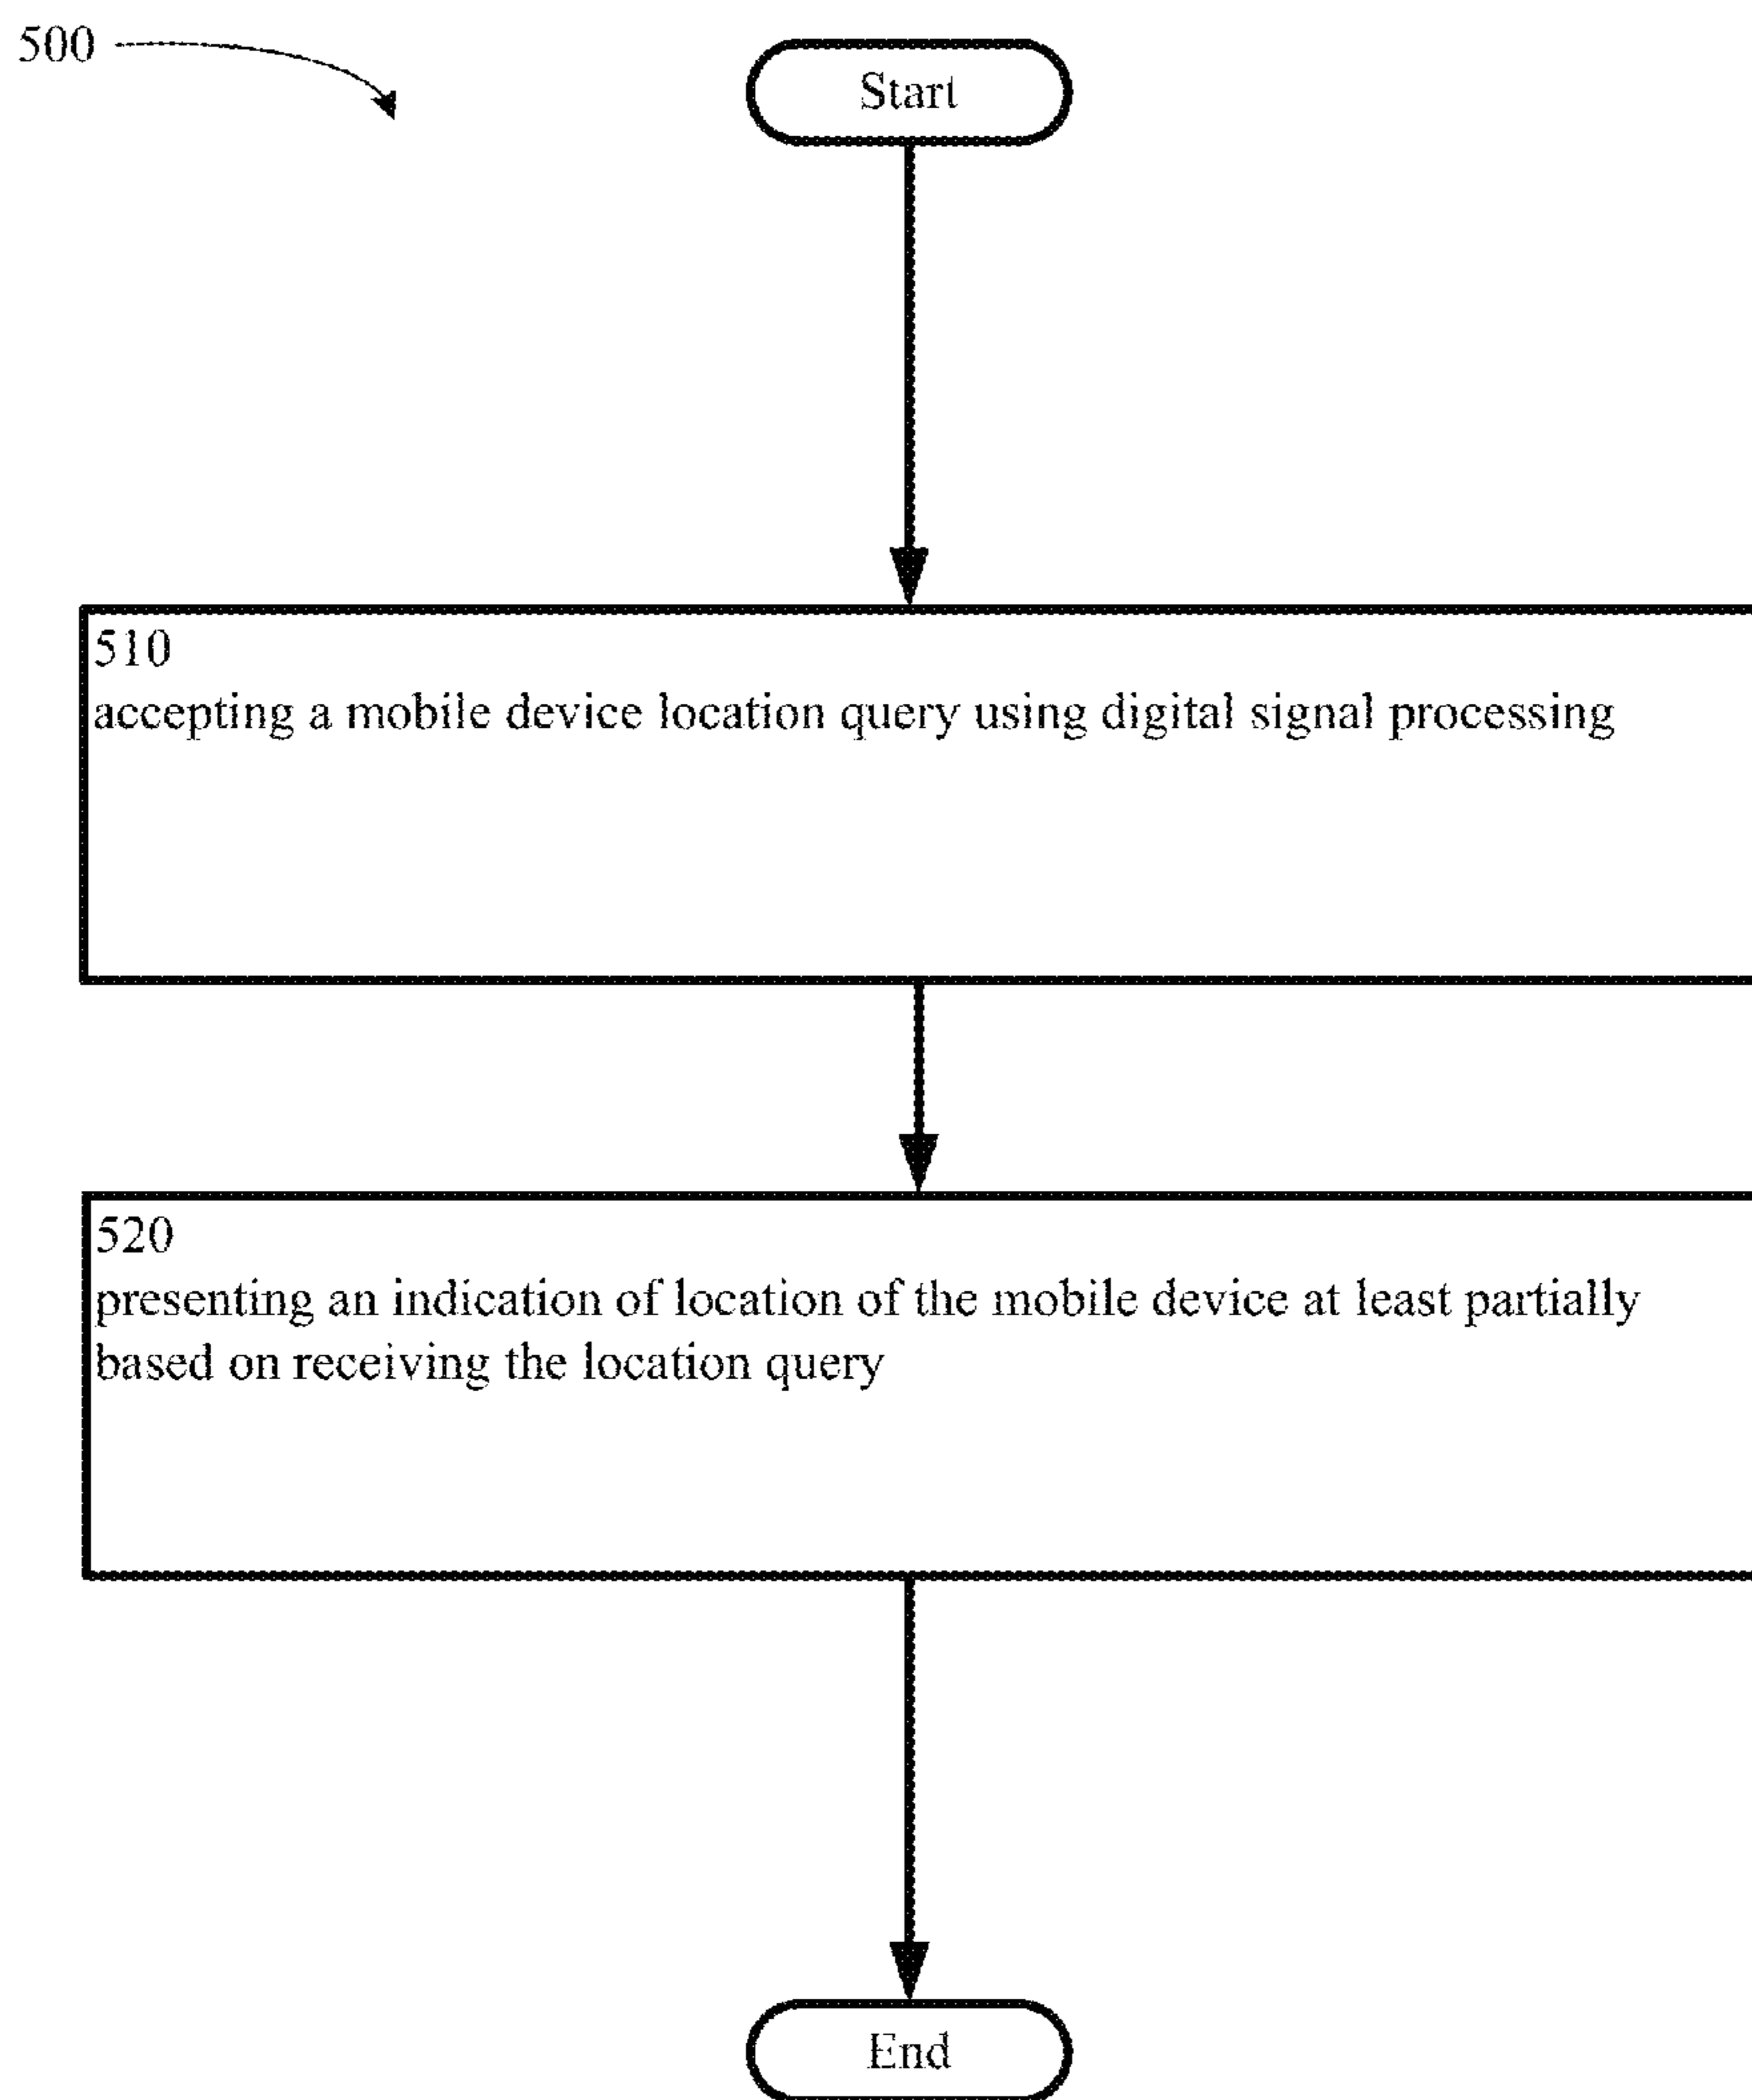 500
Start
510
accepting a mobile device location query using digital signal processing
520
presenting an indication of location of the mobile device at least partially
based on receiving the location query
End